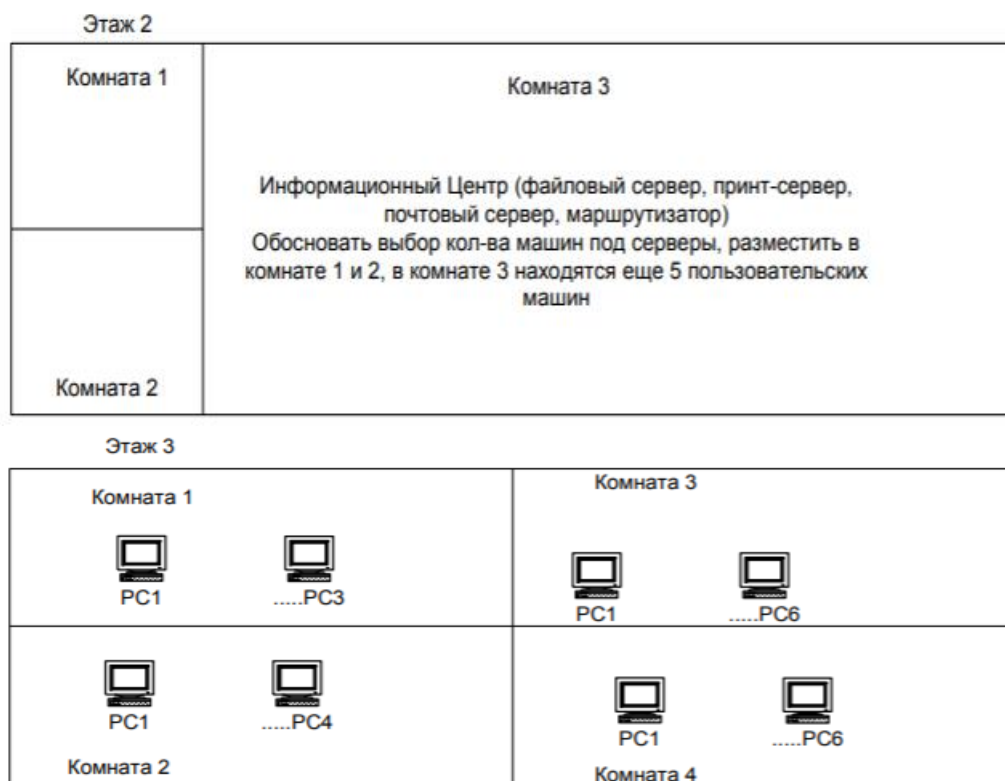 Этаж 2
Комната 1
Комната 3
Информационный Центр (файловый сервер, принт-сервер,
почтовый сервер, маршрутизатор)
Обосновать выбор кол-ва машин под серверы, разместить в
комнате 1 и 2, в комнате 3 находятся еще 5 пользовательских
машин
Комната 2
Этаж 3
Комната 1
PC1 .....PC3
Комната 3
PC1 .....PC6
PC1 .....PC4
Комната 2
PC1 .....PC6
Комната 4